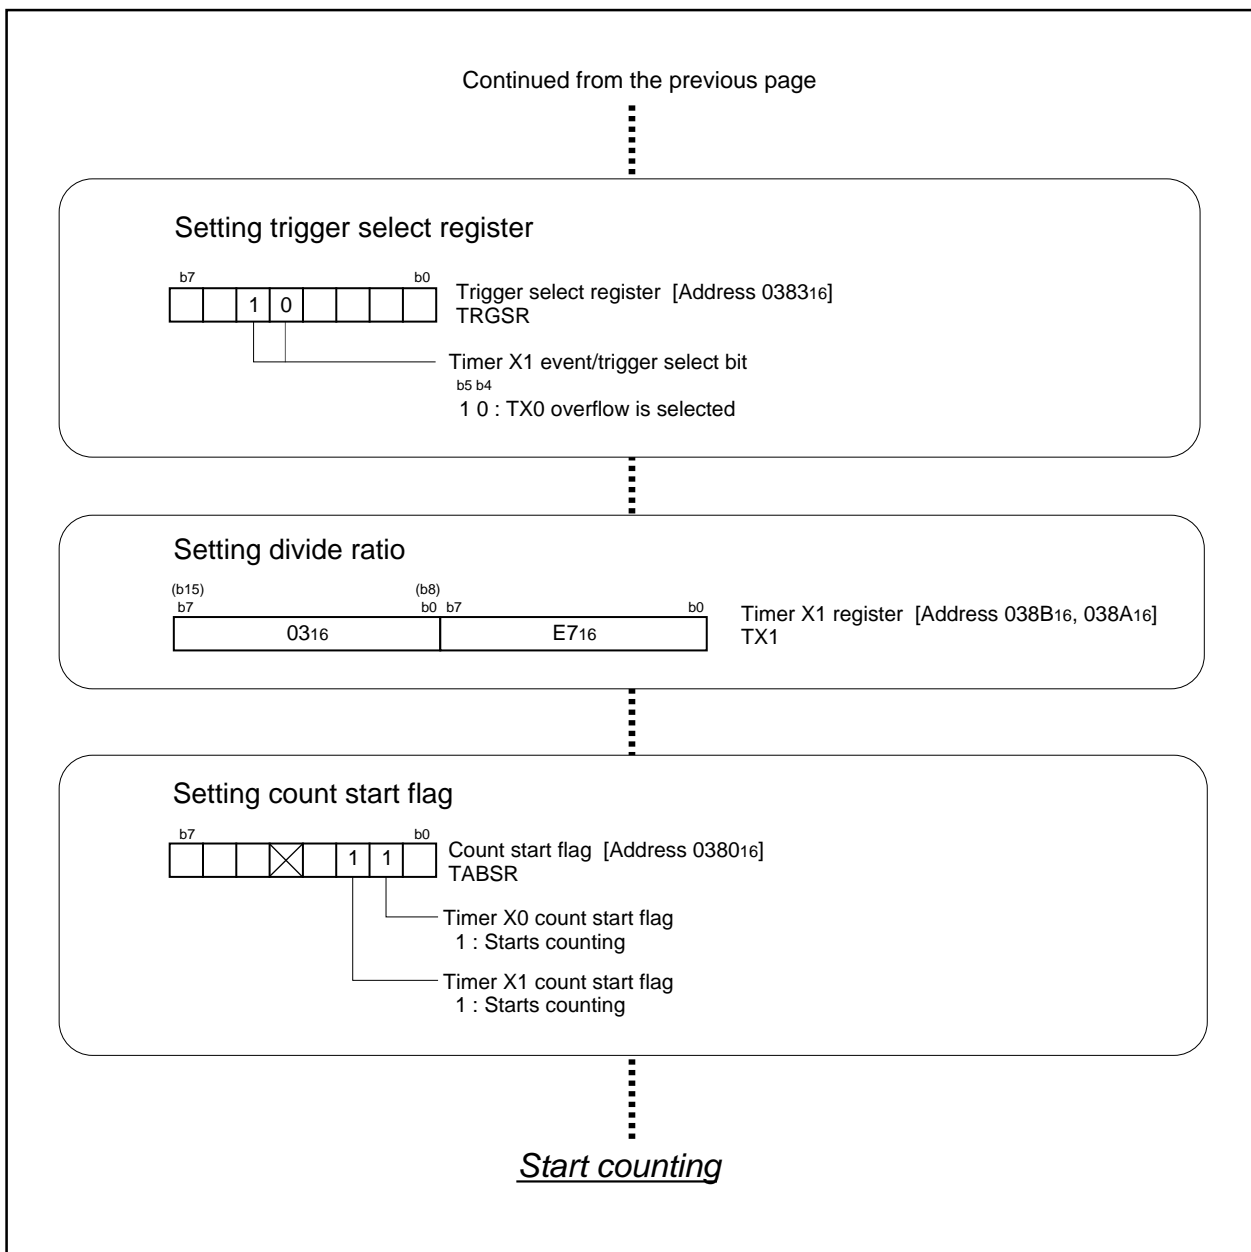 Continued from the previous page
Setting trigger select register
b7 b0
1 0
Trigger select register [Address 038316]
TRGSR
Timer X1 event/trigger select bit
b5 b4
1 0 : TX0 overflow is selected
Setting divide ratio
(b15) (b8)
b7 b0 b7 b0
0316 E716
Timer X1 register [Address 038B16, 038A16]
TX1
Setting count start flag
b7 b0
1 1
Count start flag [Address 038016]
TABSR
Timer X0 count start flag
1 : Starts counting
Timer X1 count start flag
1 : Starts counting
Start counting